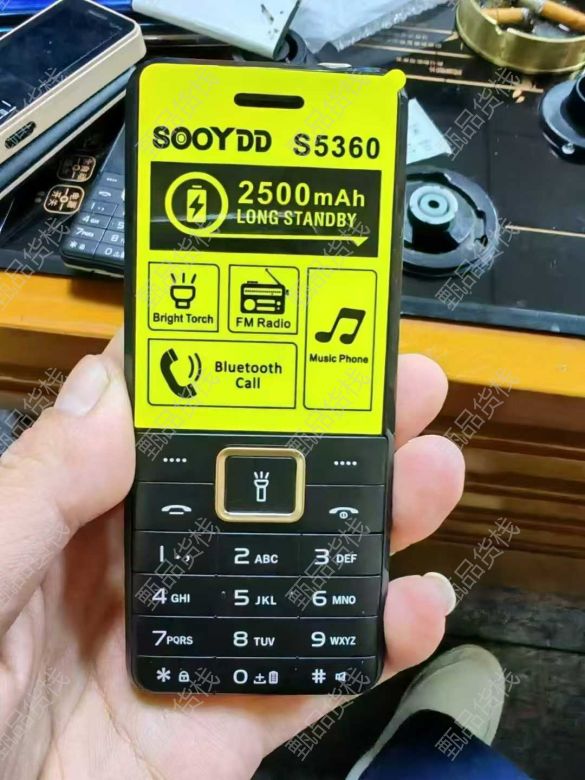 SOOYDD S5360
2500mAh
LONG STANDBY
Bright Torch
FM Radio
Music Phone
Bluetooth
Call
1
2 ABC
3 DEF
4 GHI
5 JKL
6 MNO
7 PQRS
8 TUV
9 WXYZ
*
0 +
#
甄品货栈